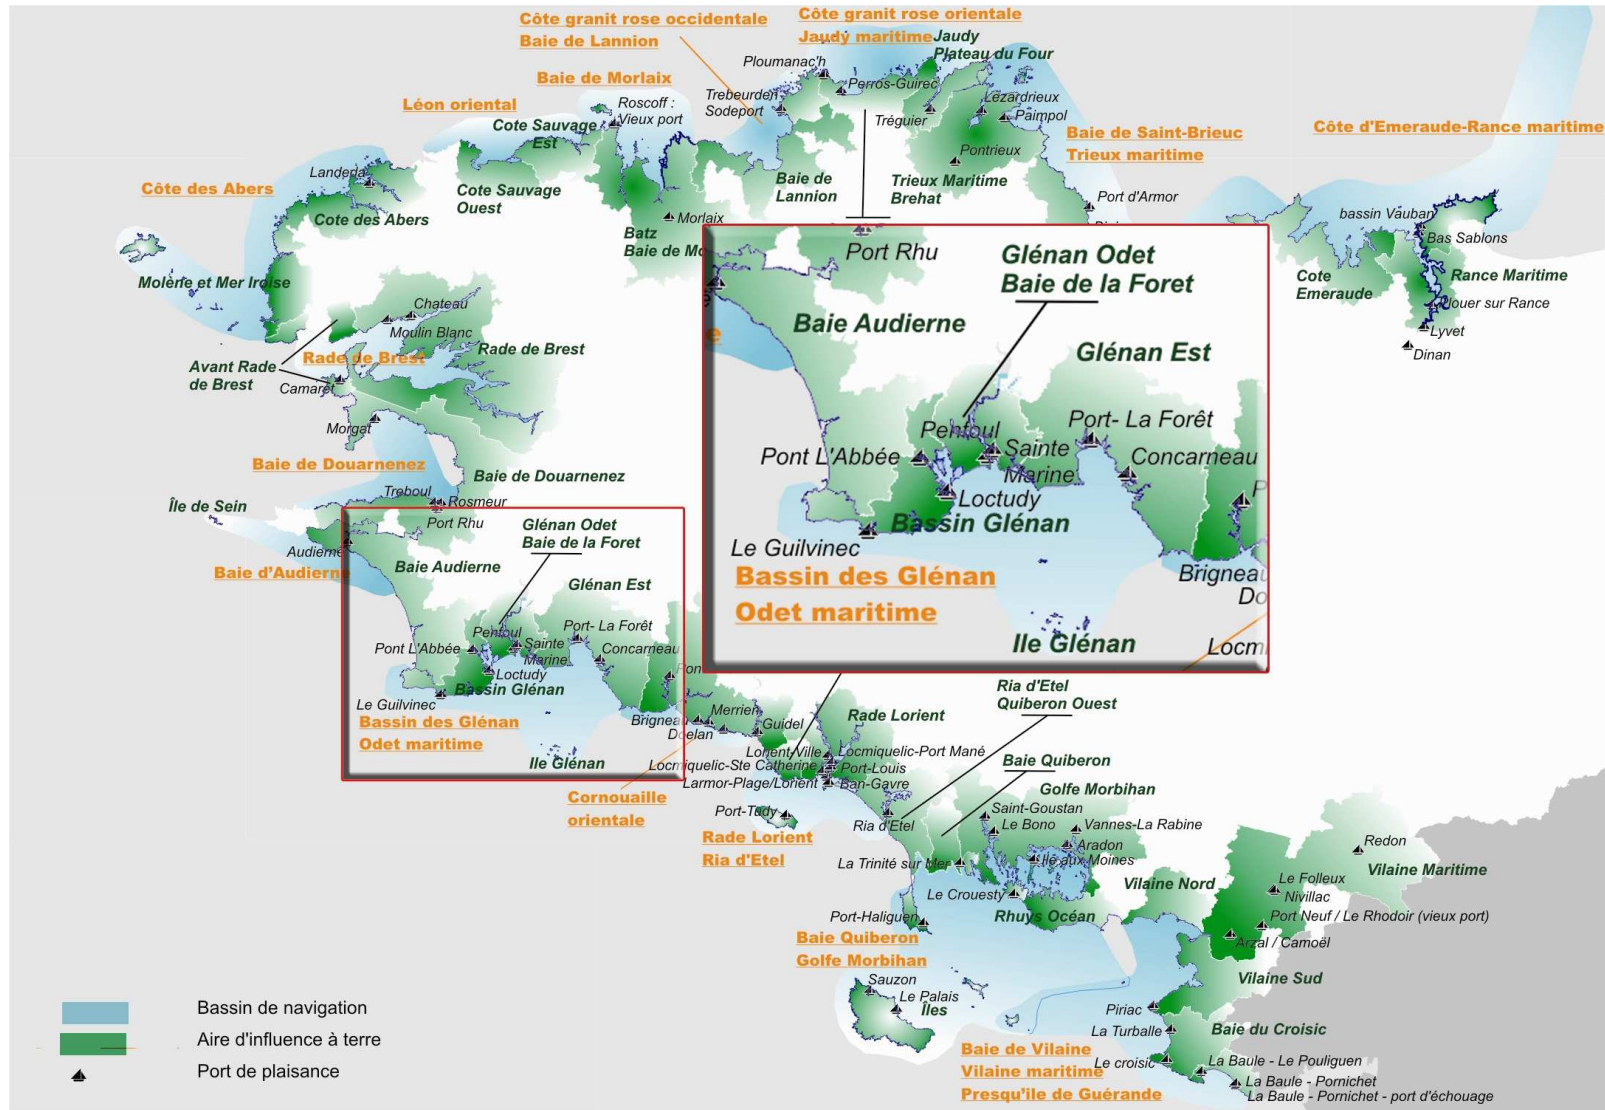 Côte granit rose occidentale
Baie de Lannion
Côte granit rose orientale
Jaudy maritime
Jaudy
Plateau du Four
Ploumanac'h
Perros-Guirec
Baie de Morlaix
Trebeurden
Sodeport
Léon oriental
Roscoff :
Vieux port
Cote Sauvage
Est
Tréguier
Lezardrieux
Paimpol
Baie de Saint-Brieuc
Trieux maritime
Côte d'Emeraude-Rance maritime
Pontrieux
Landeda
Côte des Abers
Cote des Abers
Cote Sauvage
Ouest
Baie de
Lannion
Trieux Maritime
Brehat
Port d'Armor
Morlaix
Batz
Baie de Mo
bassin Vauban
Bas Sablons
Cote
Emeraude
Rance Maritime
Plouer sur Rance
Lyvet
Dinan
Molène et Mer Iroise
Chateau
Moulin Blanc
Rade de Brest
Rade de Brest
Avant Rade
de Brest
Camaret
Morgat
Baie de Douarnenez
Baie de Douarnenez
Treboul
Rosmeur
Port Rhu
Île de Sein
Audierne
Baie d'Audierne
Glénan Odet
Baie de la Foret
Baie Audierne
Glénan Est
Penfoul
Port- La Forêt
Pont L'Abbée
Sainte
Marine
Concarneau
Loctudy
Bassin Glénan
Le Guilvinec
Bassin des Glénan
Odet maritime
Ile Glénan
Pon
Port Rhu
Glénan Odet
Baie de la Foret
Baie Audierne
Glénan Est
e
Penfoul
Port- La Forêt
Pont L'Abbée
Sainte
Marine
Concarneau
Loctudy
P
Bassin Glénan
Le Guilvinec
Bassin des Glénan
Odet maritime
Brigneau
Do
Ile Glénan
Locm
Brigneau
Merrien
Doelan
Guidel
Cornouaille
orientale
Rade Lorient
Lorient-Ville
Locmiquelic-Port Mané
Locmiquelic-Ste Catherine
Port-Louis
Larmor-Plage/Lorient
Ban-Gavre
Port-Tudy
Rade Lorient
Ria d'Etel
Ria d'Etel
Quiberon Ouest
Baie Quiberon
Golfe Morbihan
Ria d'Etel
Saint-Goustan
Le Bono
Vannes-La Rabine
Aradon
Ile aux Moines
La Trinité sur Mer
Le Crouesty
Rhuys Océan
Vilaine Nord
Port-Haliguen
Baie Quiberon
Golfe Morbihan
Redon
Vilaine Maritime
Le Folleux
Nivillac
Port Neuf / Le Rhodoir (vieux port)
Arzal / Camoël
Vilaine Sud
Sauzon
Le Palais
Îles
Piriac
La Turballe
Baie du Croisic
Baie de Vilaine
Vilaine maritime
Presqu'ile de Guérande
Le croisic
La Baule - Le Pouliguen
La Baule - Pornichet
La Baule - Pornichet - port d'échouage
Bassin de navigation
Aire d'influence à terre
Port de plaisance